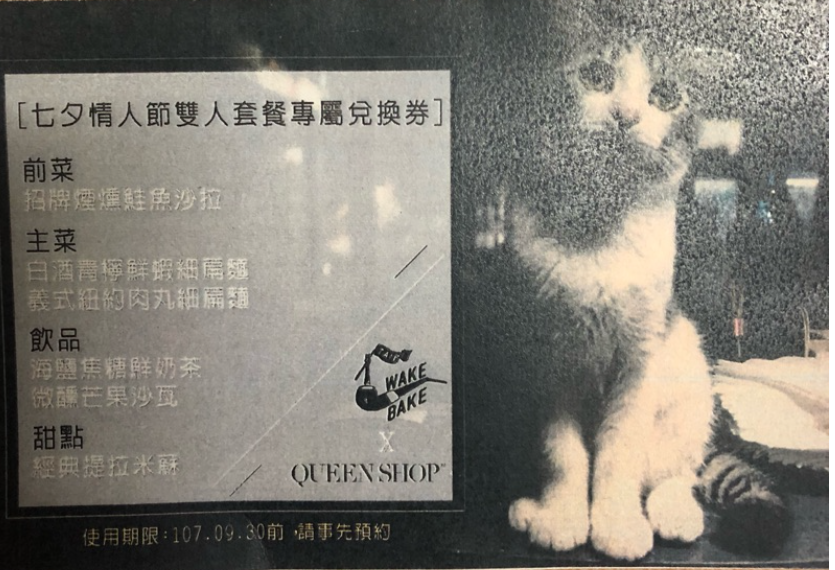 [七夕情人節雙人套餐專屬兌換券]
前菜
招牌煙燻鮭魚沙拉
主菜
白酒青檸鮮蝦細扁麵
義式紐約肉丸細扁麵
飲品
海鹽焦糖鮮奶茶
微醺芒果沙瓦
甜點
經典提拉米蘇
WAKE
BAKE
X
QUEEN SHOP
使用期限:107.09.30前,請事先預約